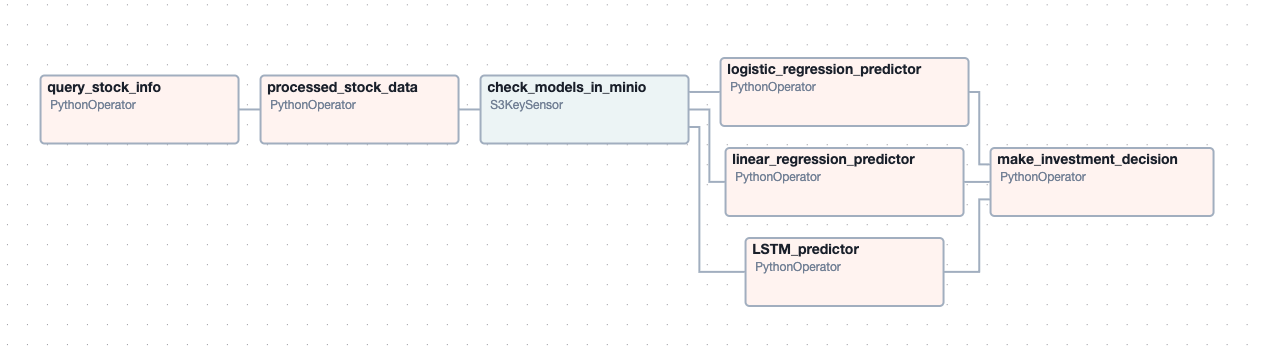 query_stock_info
PythonOperator
processed_stock_data
PythonOperator
check_models_in_minio
S3KeySensor
logistic_regression_predictor
PythonOperator
linear_regression_predictor
PythonOperator
LSTM_predictor
PythonOperator
make_investment_decision
PythonOperator